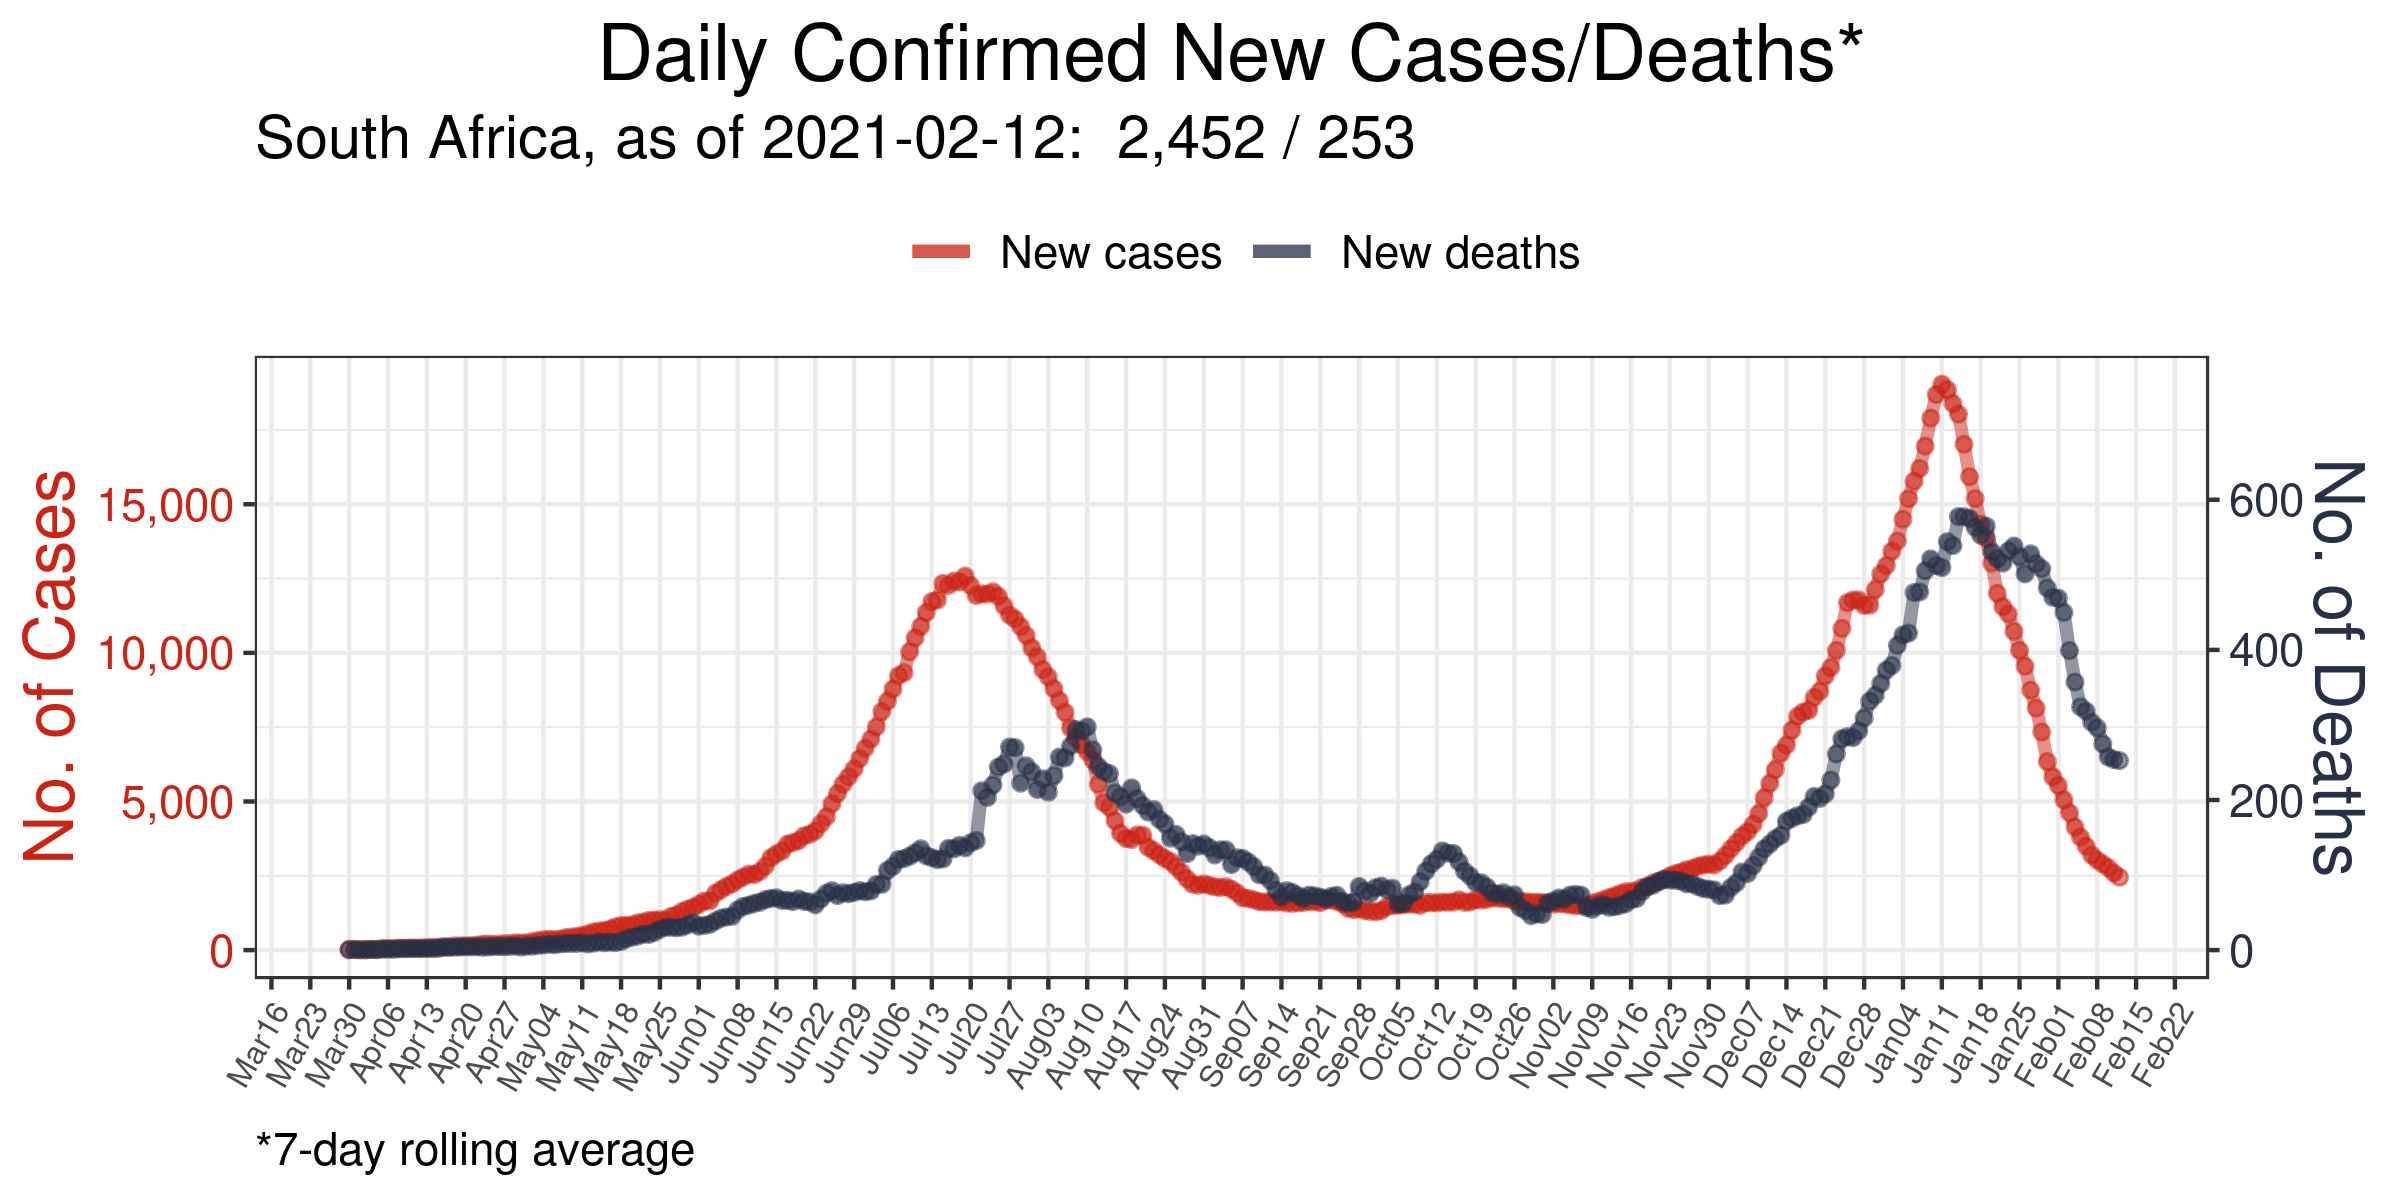 Daily Confirmed New Cases/Deaths*
South Africa, as of 2021-02-12:  2,452 / 253
New cases
New deaths
No. of Cases
15,000
10,000
5,000
0
600
400
200
0
No. of Deaths
Mar16
Mar23
Mar30
Apr06
Apr13
Apr20
Apr27
May04
May11
May18
May25
Jun01
Jun08
Jun15
Jun22
Jun29
Jul06
Jul13
Jul20
Jul27
Aug03
Aug10
Aug17
Aug24
Aug31
Sep07
Sep14
Sep21
Sep28
Oct05
Oct12
Oct19
Oct26
Nov02
Nov09
Nov16
Nov23
Nov30
Dec07
Dec14
Dec21
Dec28
Jan04
Jan11
Jan18
Jan25
Feb01
Feb08
Feb15
Feb22
*7-day rolling average